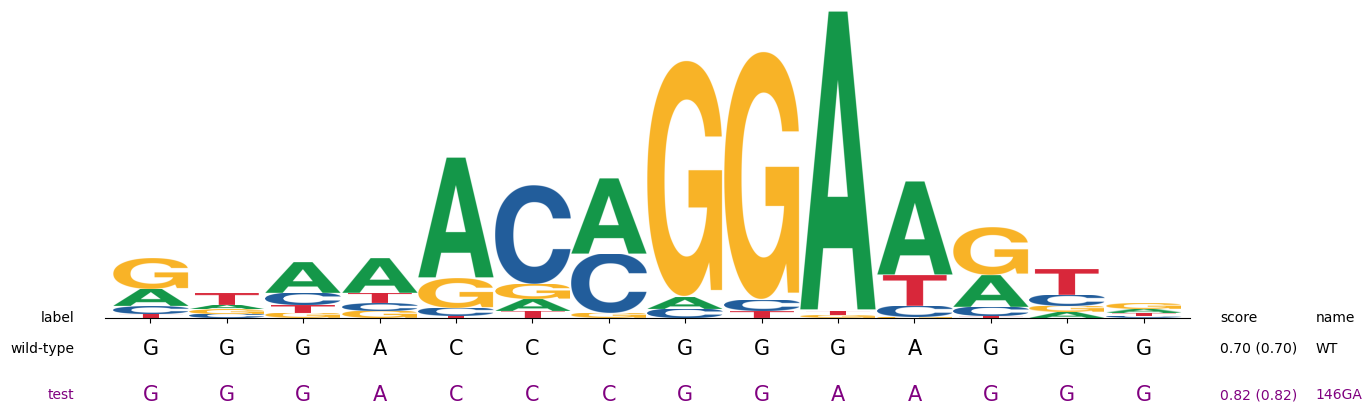 label score name
wild-type G G G A C C C G G G A G G G 0.70 (0.70) WT
test G G G A C C C G G A A G G G 0.82 (0.82) 146GA